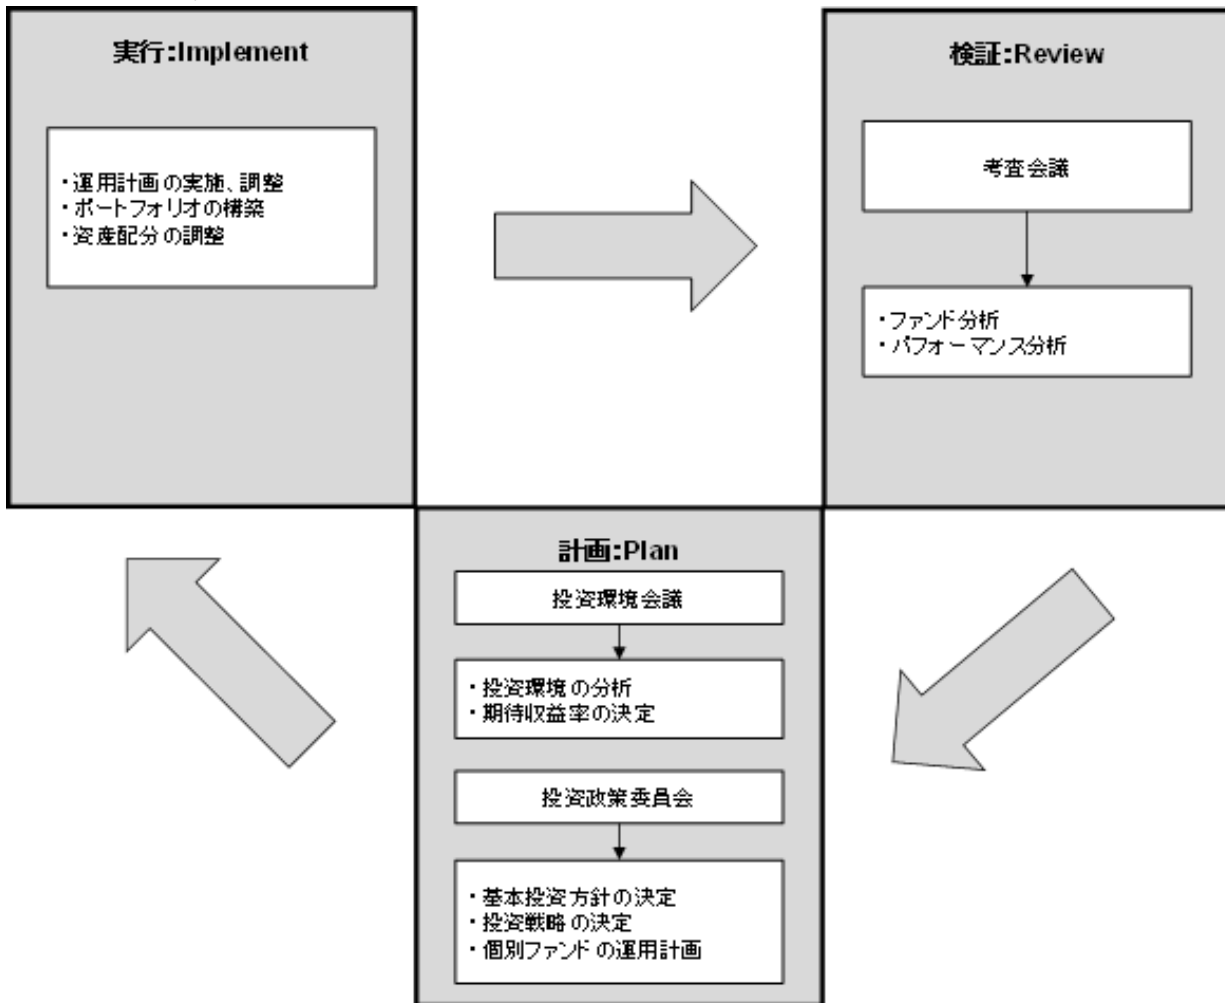 実行:Implement
・運用計画の実施、調整
・ポートフォリオの構築
・資産配分の調整
検証:Review
考査会議
・ファンド分析
・パフォーマンス分析
計画:Plan
投資環境会議
・投資環境の分析
・期待収益率の決定
投資政策委員会
・基本投資方針の決定
・投資戦略の決定
・個別ファンドの運用計画